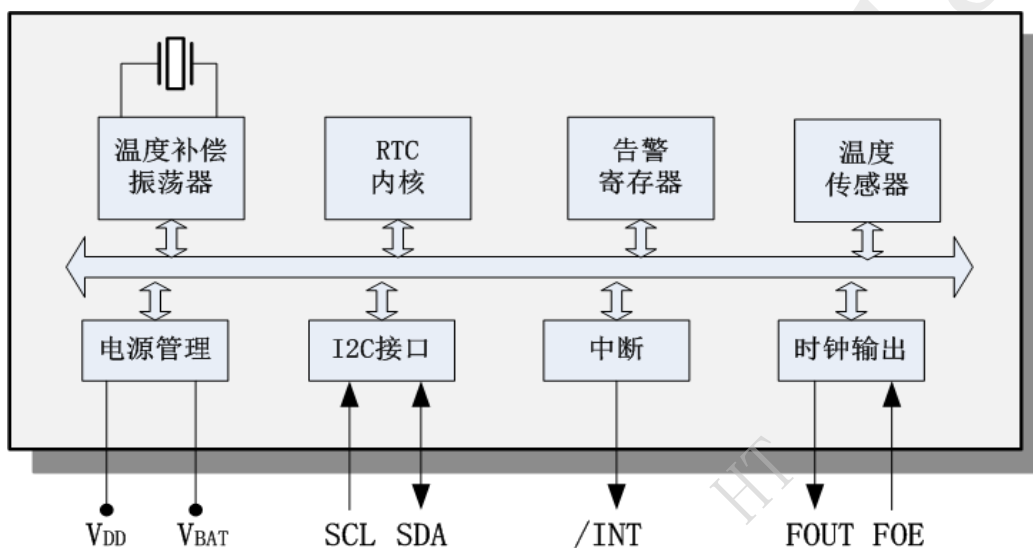 温度补偿
振荡器
RTC
内核
告警
寄存器
温度
传感器
电源管理
I2C接口
中断
时钟输出
VDD
VBAT
SCL
SDA
/INT
FOUT
FOE
HT